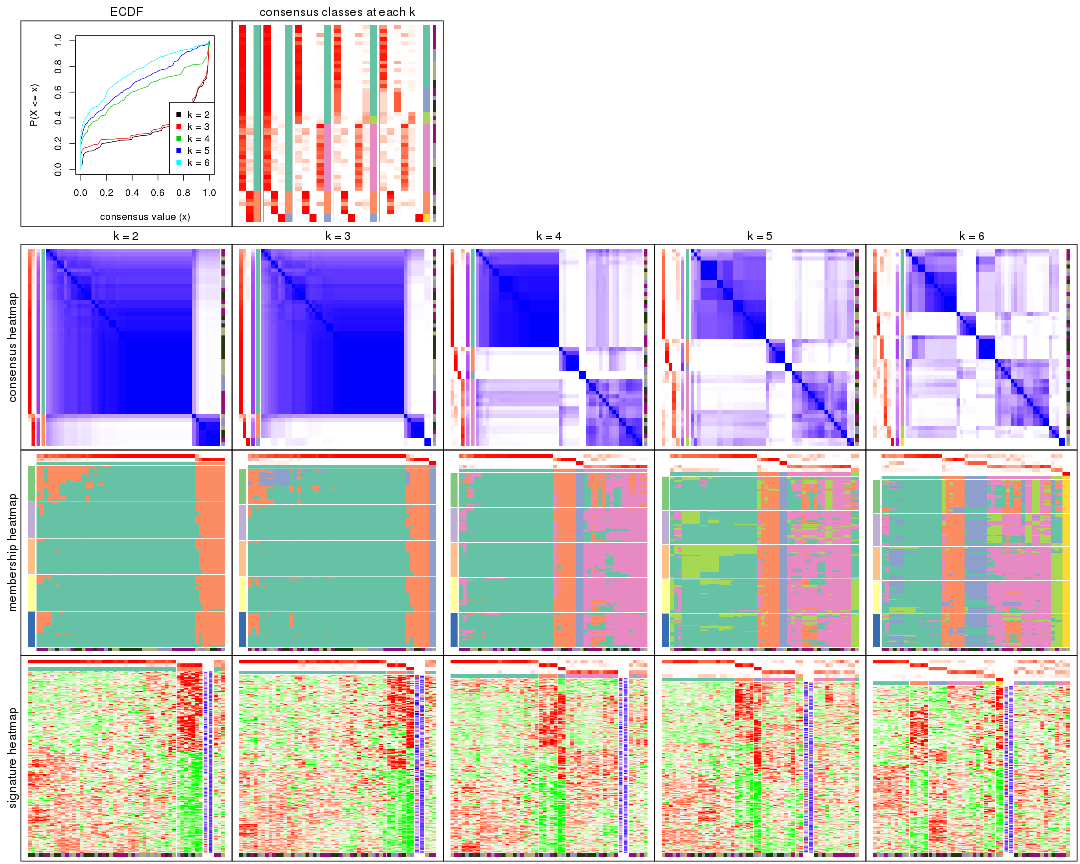 ECDF
consensus classes at each k
P(X <= x)
0.0 0.2 0.4 0.6 0.8 1.0
k = 2
k = 3
k = 4
k = 5
k = 6
0.0 0.2 0.4 0.6 0.8 1.0
consensus value (x)
k = 2 k = 3 k = 4 k = 5 k = 6
consensus heatmap
membership heatmap
signature heatmap